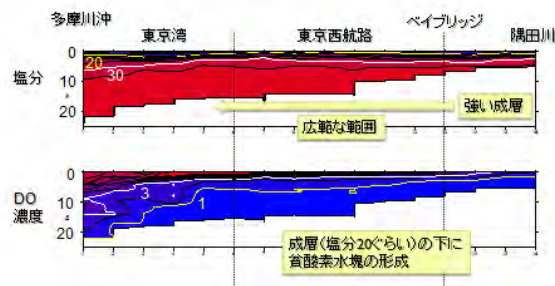 多摩川沖
東京湾
東京西航路
ベイブリッジ
隅田川
塩分
0
10
20
20
30
強い成層
広範な範囲
DO
濃度
0
10
20
3
1
2
成層(塩分20ぐらい)の下に
貧酸素水塊の形成